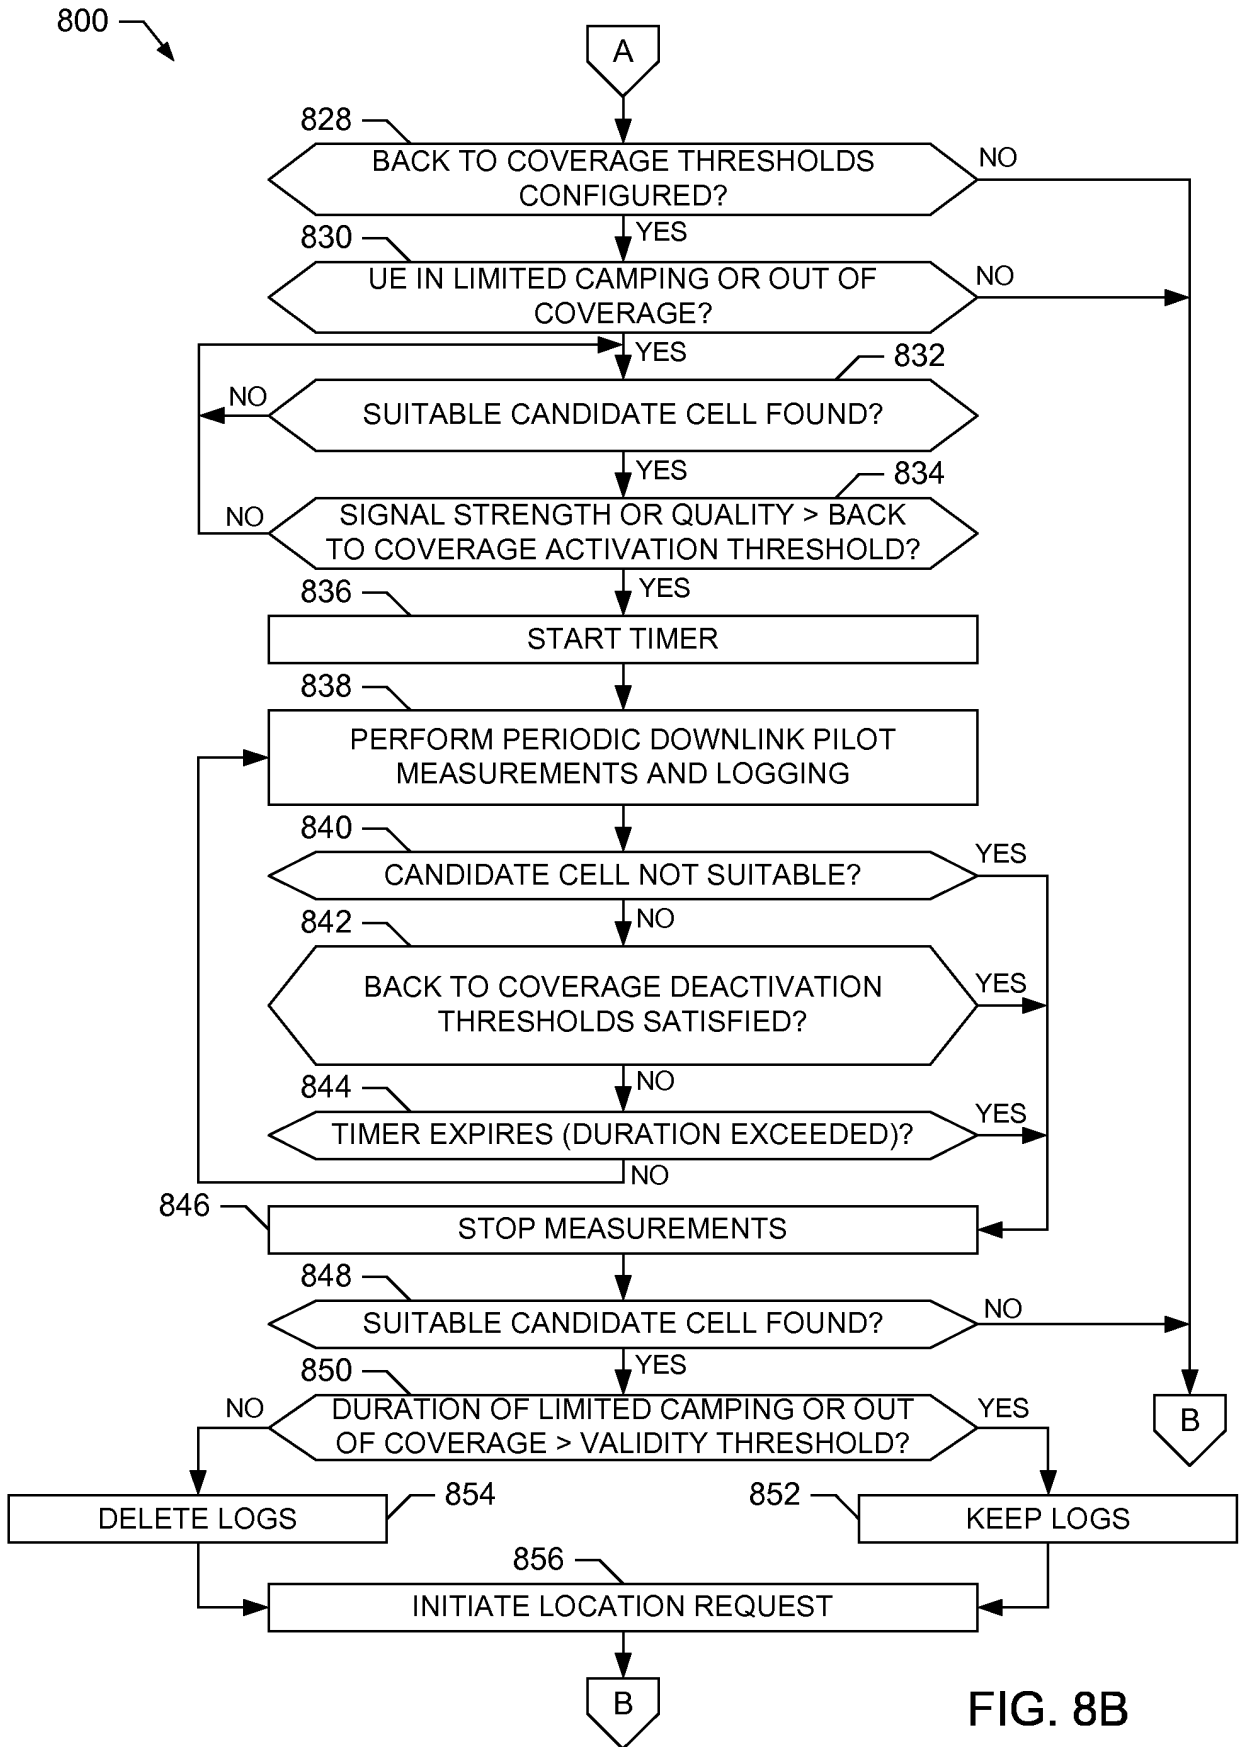 800
A
828
BACK TO COVERAGE THRESHOLDS
CONFIGURED?
NO
YES
830
UE IN LIMITED CAMPING OR OUT OF
COVERAGE?
NO
YES
832
NO
SUITABLE CANDIDATE CELL FOUND?
YES
834
NO
SIGNAL STRENGTH OR QUALITY > BACK
TO COVERAGE ACTIVATION THRESHOLD?
YES
836
START TIMER
838
PERFORM PERIODIC DOWNLINK PILOT
MEASUREMENTS AND LOGGING
840
CANDIDATE CELL NOT SUITABLE?
YES
NO
842
BACK TO COVERAGE DEACTIVATION
THRESHOLDS SATISFIED?
YES
NO
844
TIMER EXPIRES (DURATION EXCEEDED)?
YES
NO
846
STOP MEASUREMENTS
848
SUITABLE CANDIDATE CELL FOUND?
NO
YES
850
NO
DURATION OF LIMITED CAMPING OR OUT
OF COVERAGE > VALIDITY THRESHOLD?
YES
B
DELETE LOGS
854
852
KEEP LOGS
856
INITIATE LOCATION REQUEST
B
FIG. 8B